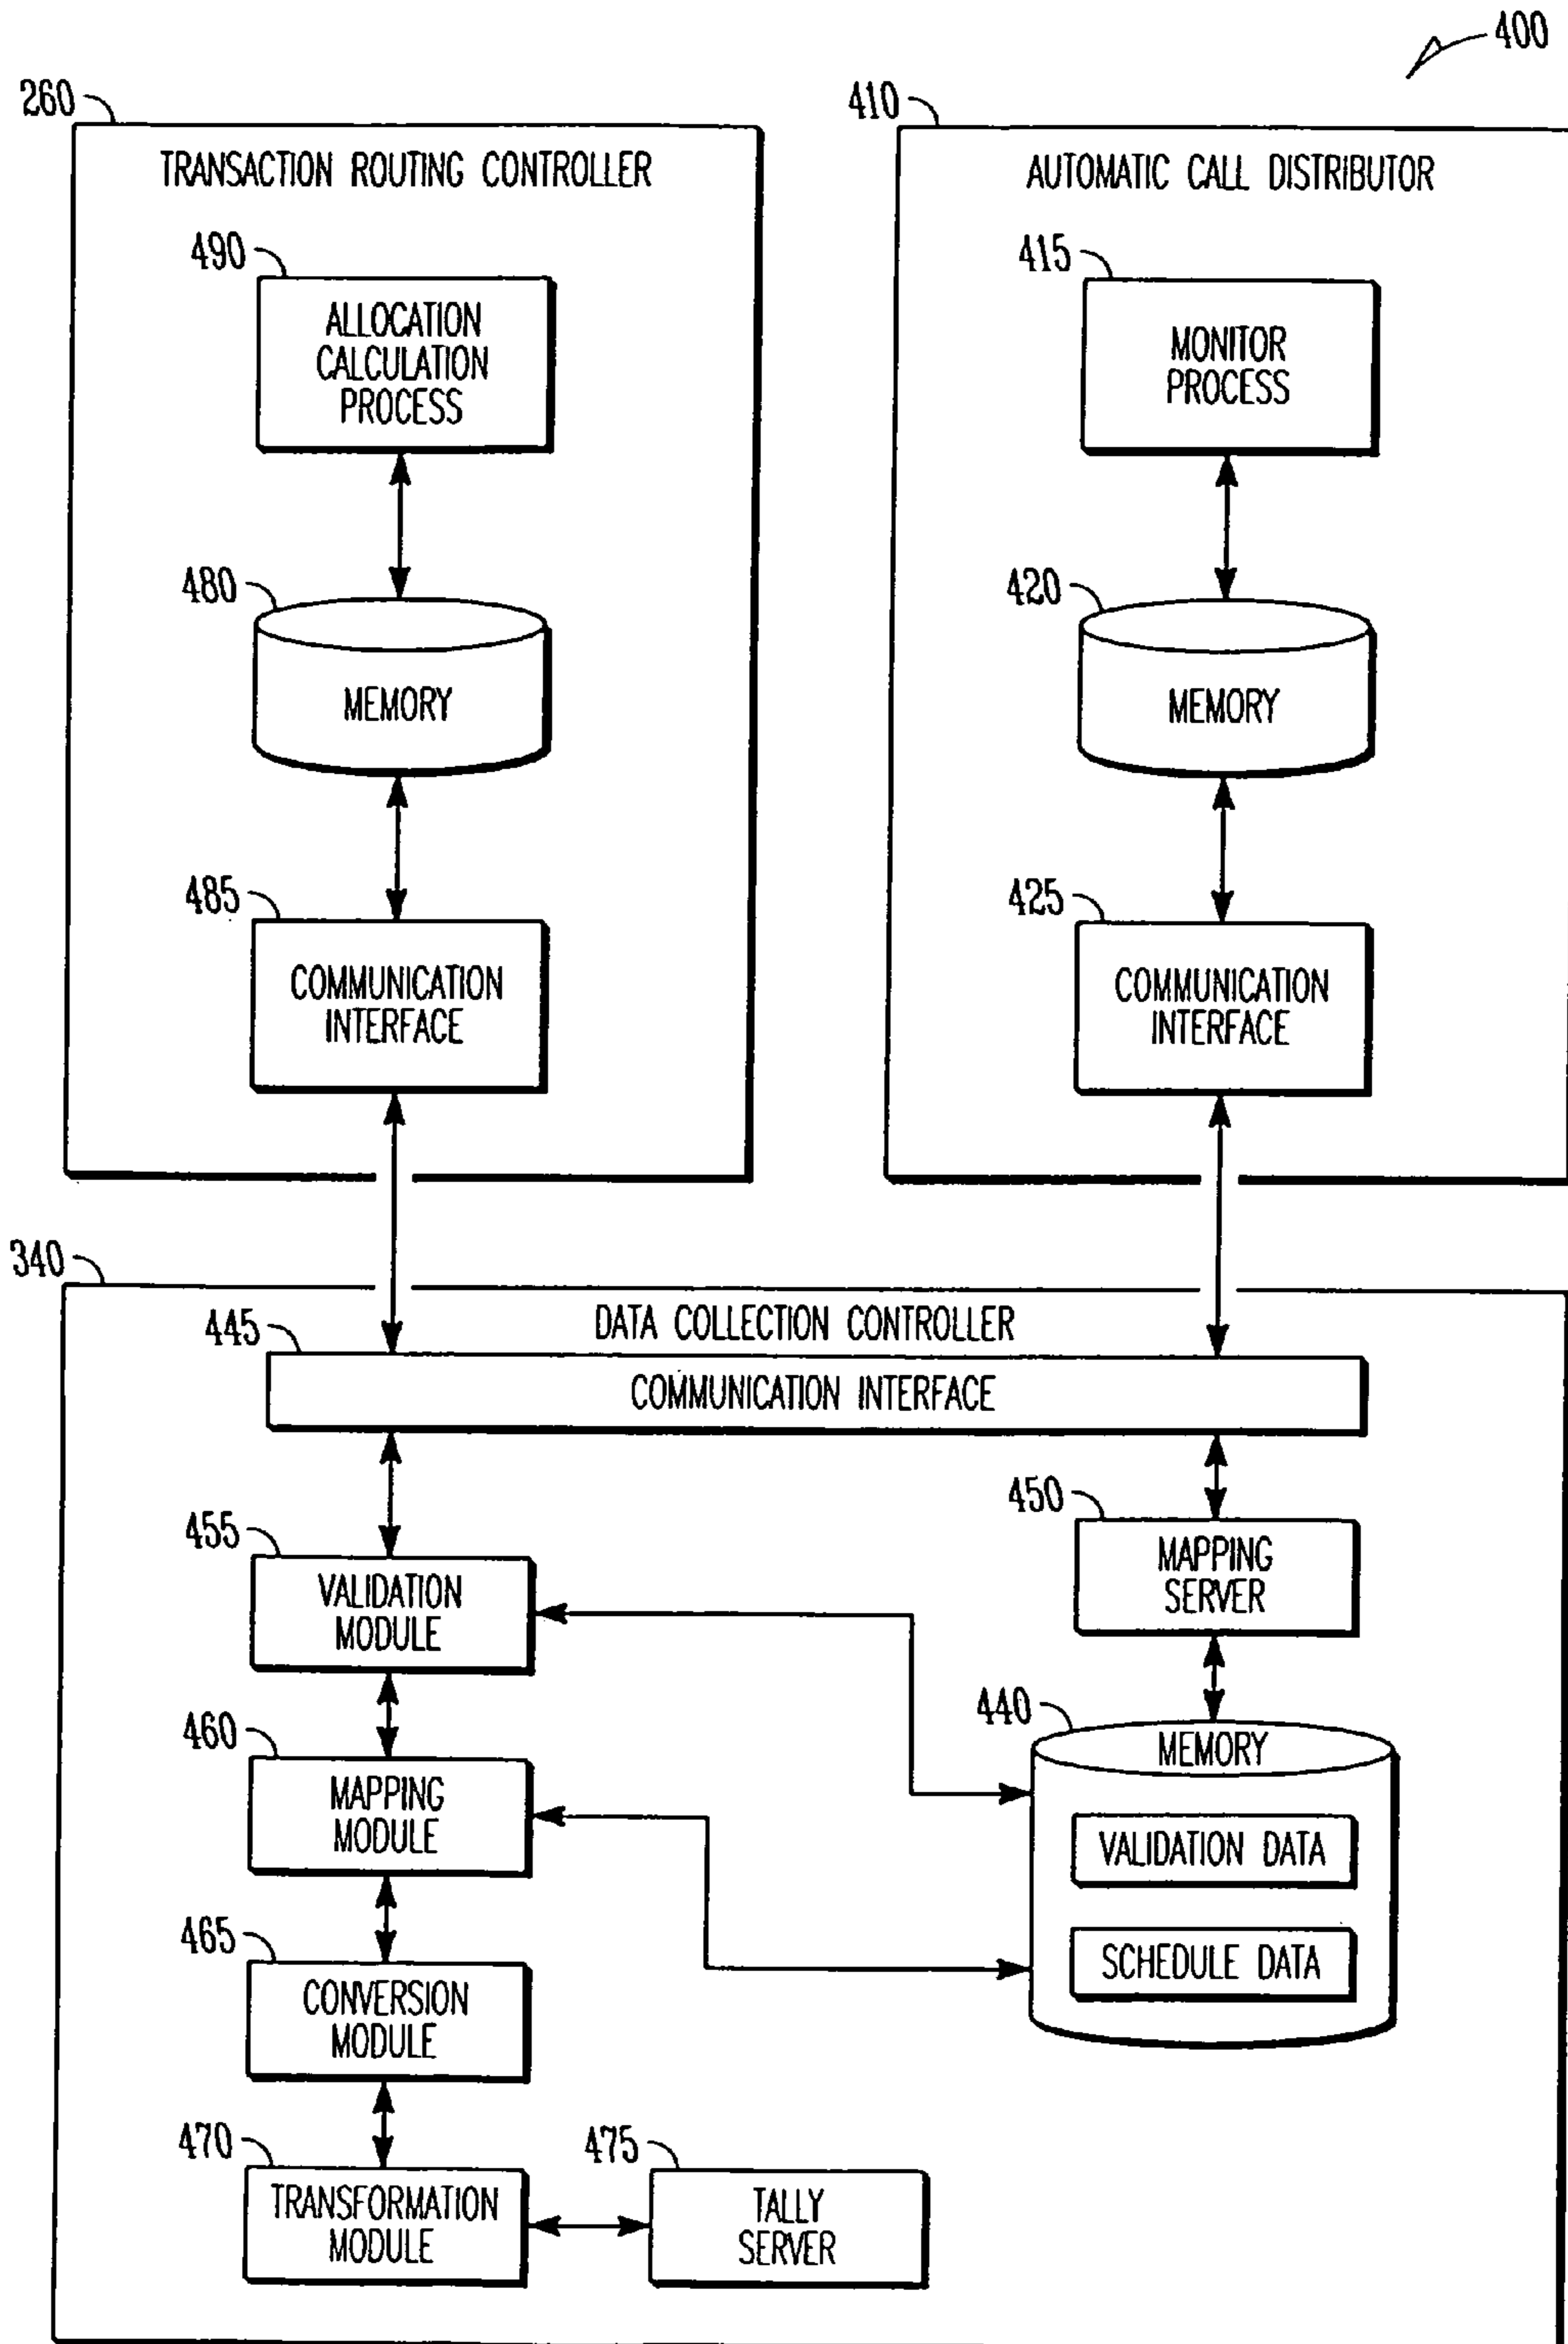 400
260
TRANSACTION ROUTING CONTROLLER
490
ALLOCATION
CALCULATION
PROCESS
480
MEMORY
485
COMMUNICATION
INTERFACE
410
AUTOMATIC CALL DISTRIBUTOR
415
MONITOR
PROCESS
420
MEMORY
425
COMMUNICATION
INTERFACE
340
DATA COLLECTION CONTROLLER
445
COMMUNICATION INTERFACE
455
VALIDATION
MODULE
450
MAPPING
SERVER
460
MAPPING
MODULE
440
MEMORY
VALIDATION DATA
SCHEDULE DATA
465
CONVERSION
MODULE
470
TRANSFORMATION
MODULE
475
TALLY
SERVER